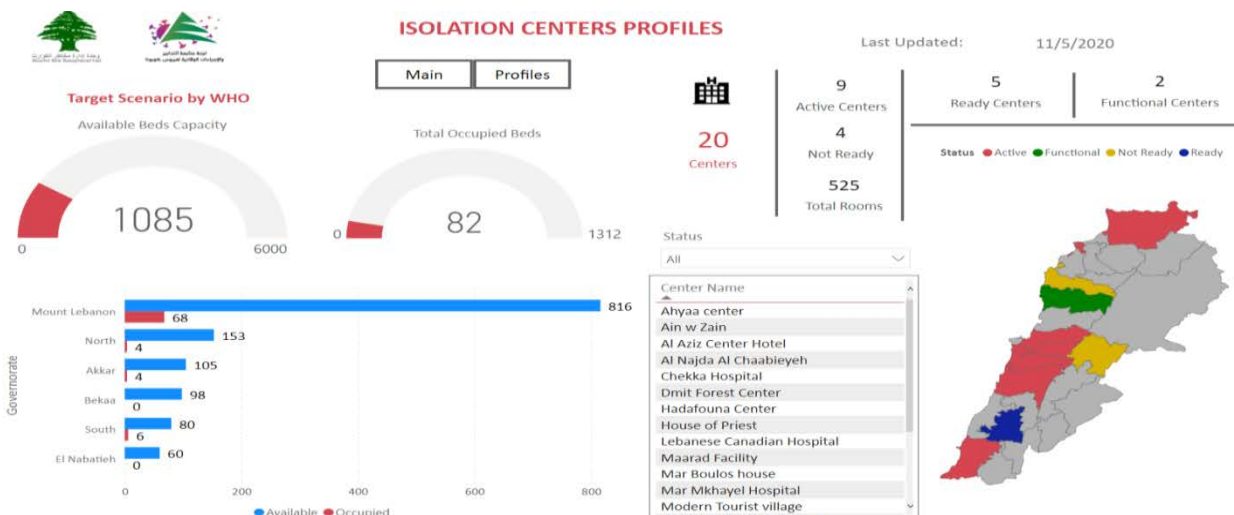 ISOLATION CENTERS PROFILES
Last Updated: 11/5/2020
Main
Profiles
Target Scenario by WHO
Available Beds Capacity
1085
0
6000
Total Occupied Beds
82
0
1312
20
Centers
9
Active Centers
4
Not Ready
525
Total Rooms
5
Ready Centers
2
Functional Centers
Status Active Functional Not Ready Ready
Status
All
Center Name
Ahyaa center
Ain w Zain
Al Aziz Center Hotel
Al Najda Al Chaabieyeh
Chekka Hospital
Dmit Forest Center
Hadafouna Center
House of Priest
Lebanese Canadian Hospital
Maarad Facility
Mar Boulos house
Mar Mkhayel Hospital
Modern Tourist village
Governorate
Mount Lebanon
816
68
North
153
4
Akkar
105
4
Bekaa
98
0
South
80
6
El Nabatieh
60
0
0 200 400 600 800
Available Occupied